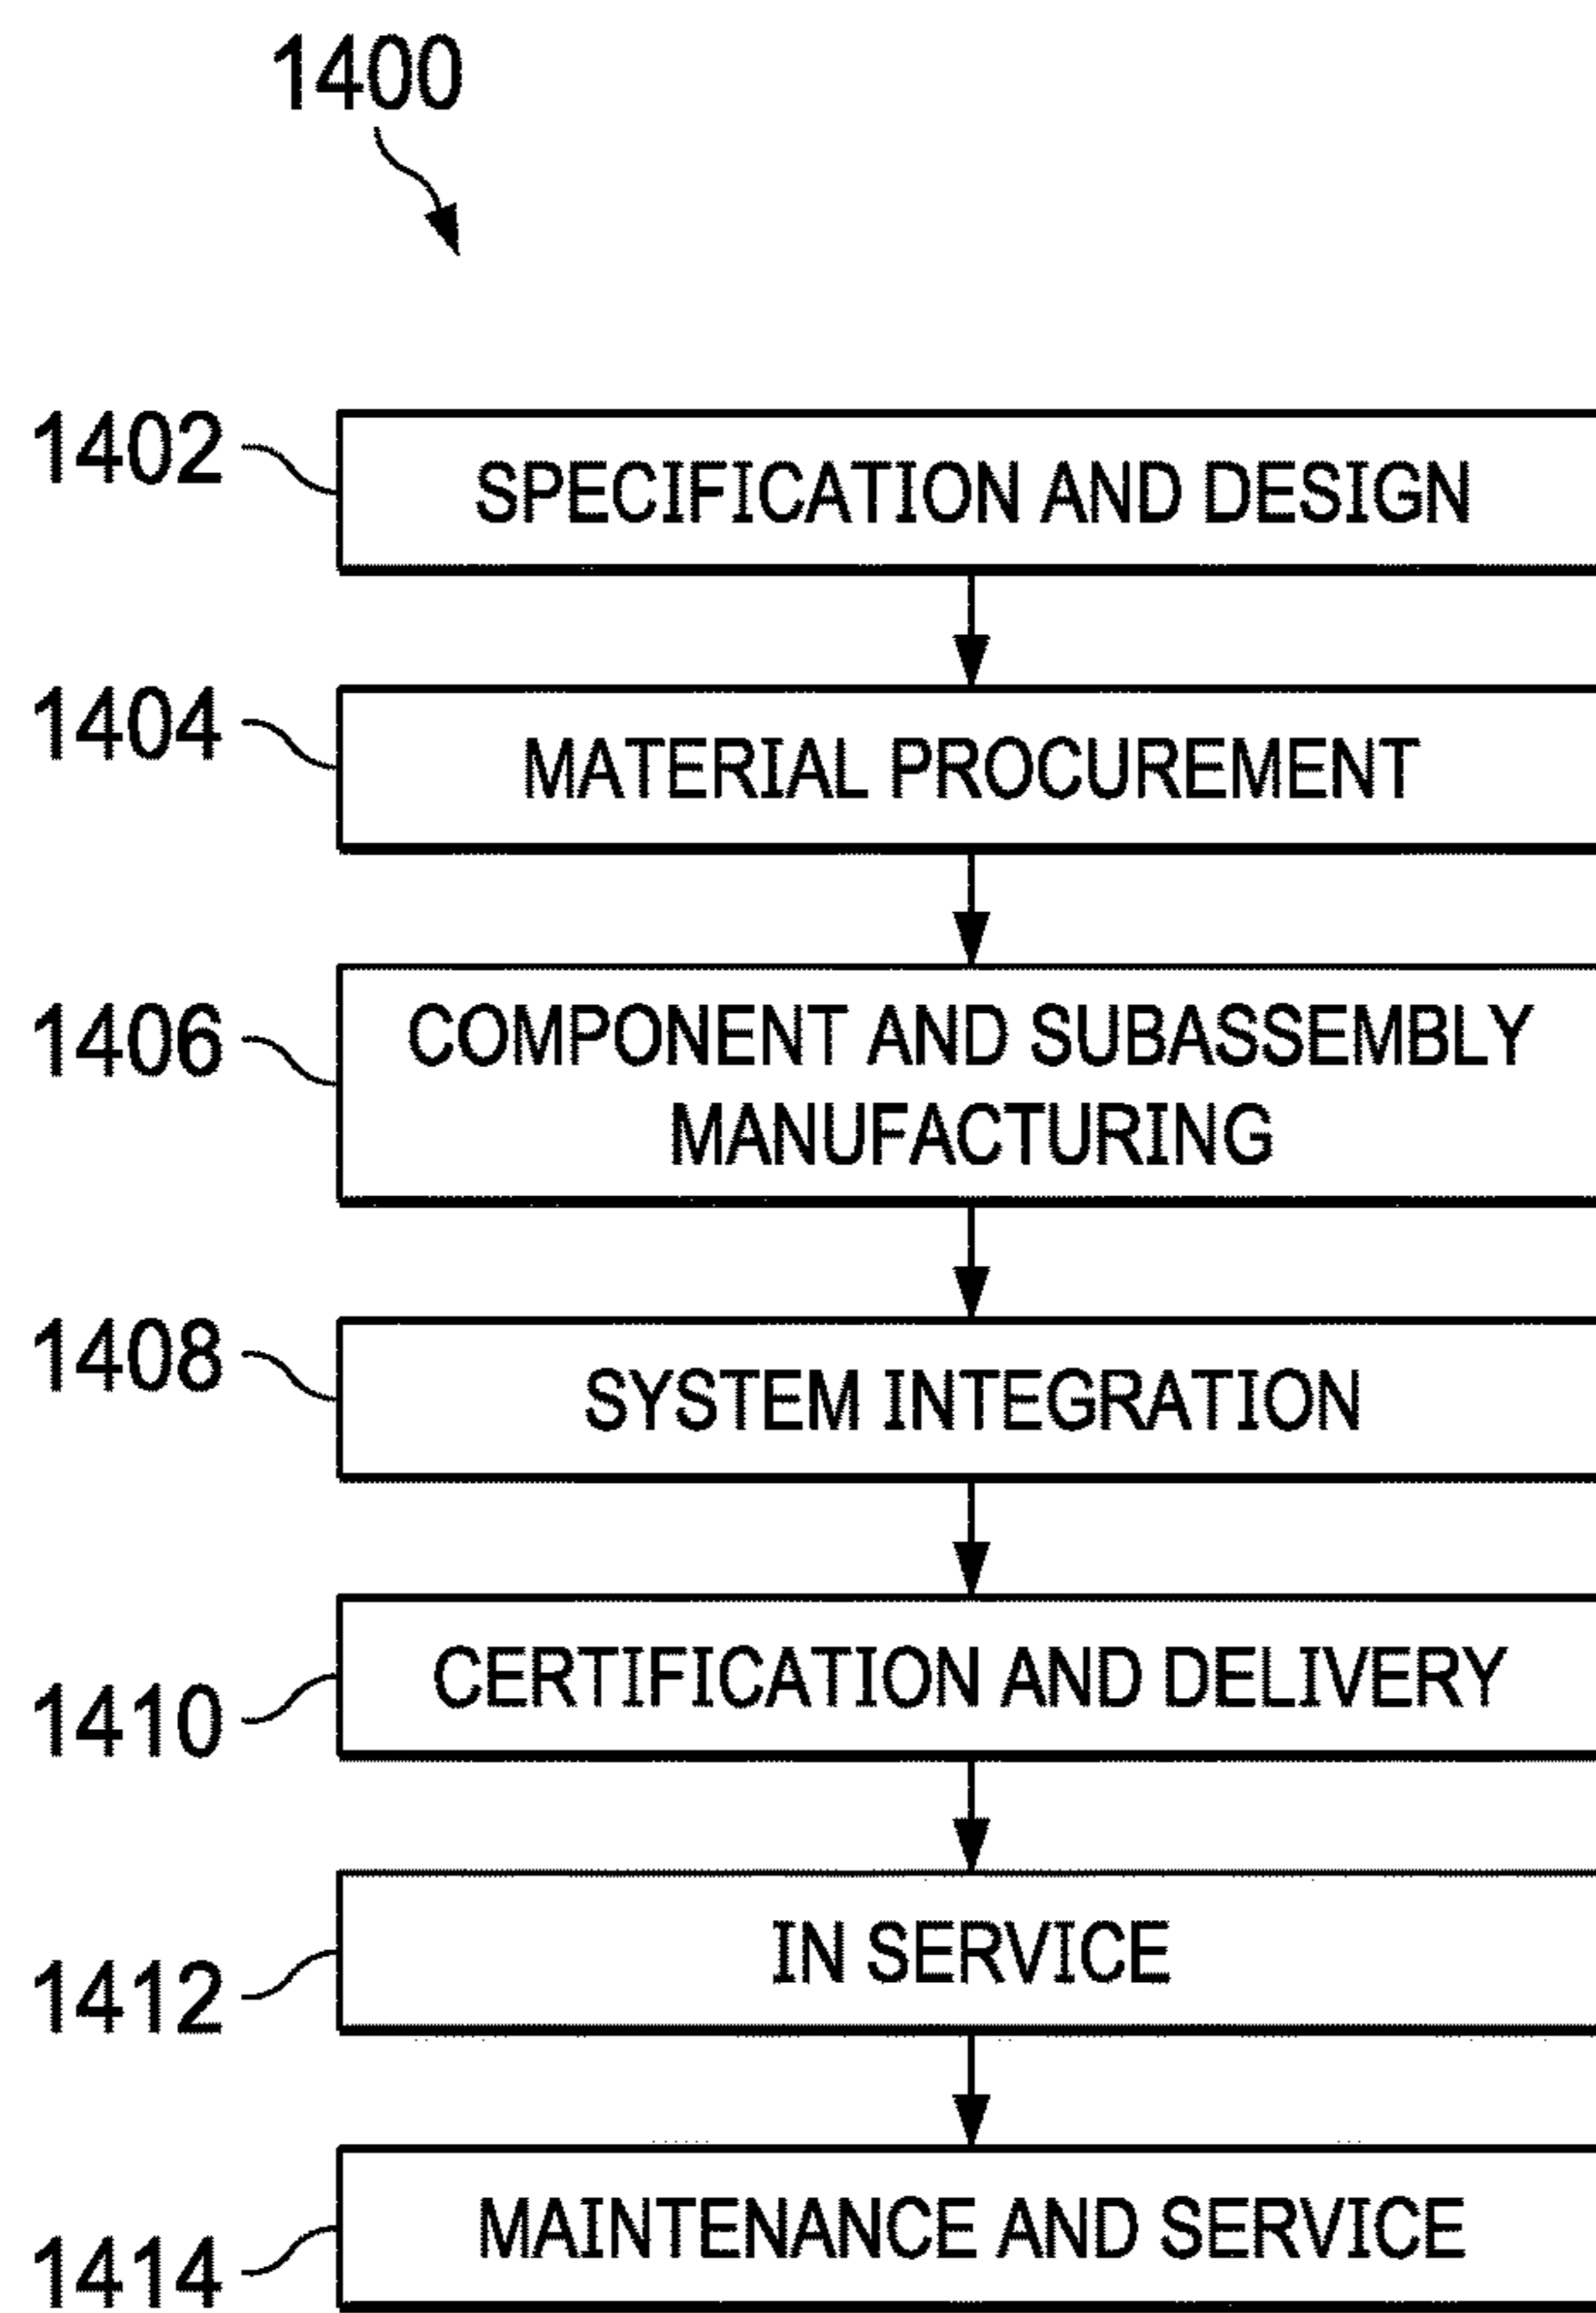 1400
1402
SPECIFICATION AND DESIGN
1404
MATERIAL PROCUREMENT
1406
COMPONENT AND SUBASSEMBLY
MANUFACTURING
1408
SYSTEM INTEGRATION
1410
CERTIFICATION AND DELIVERY
1412
IN SERVICE
1414
MAINTENANCE AND SERVICE